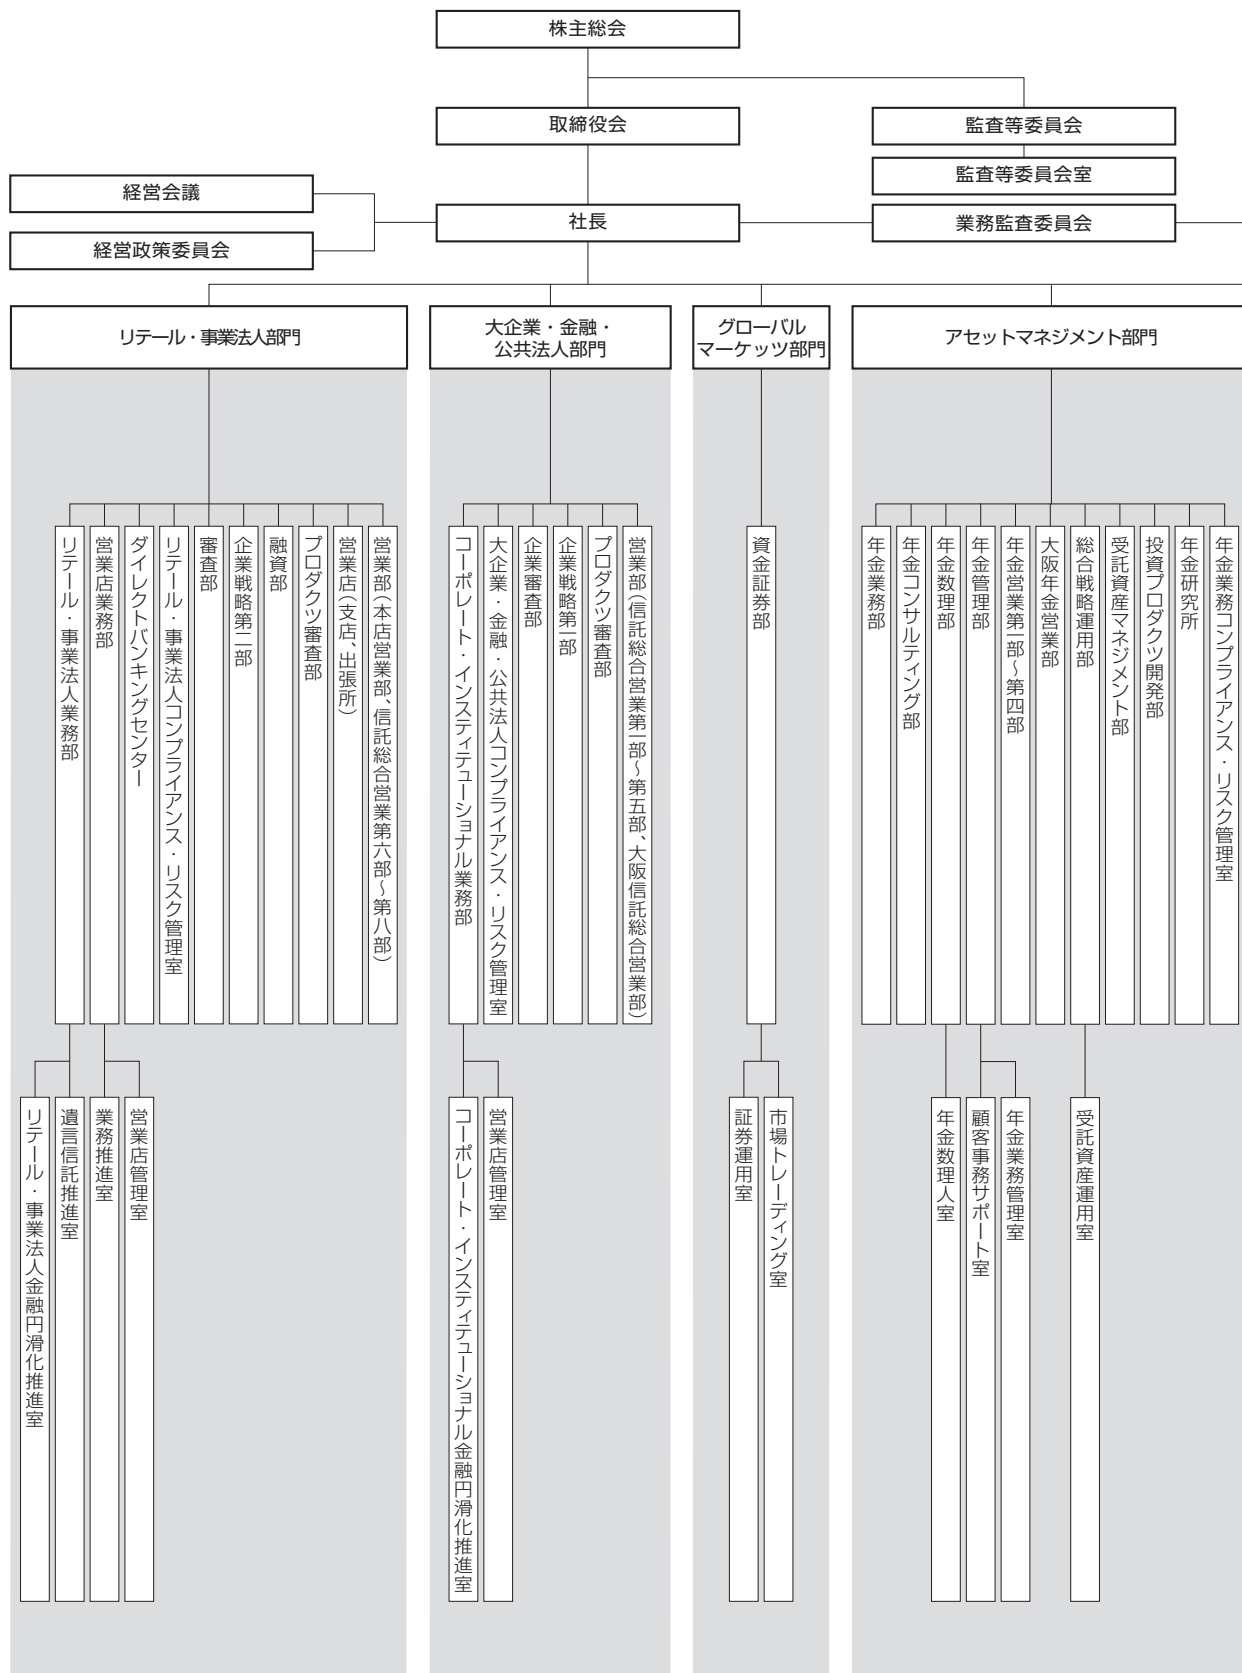 株主総会
取締役会
監査等委員会
監査等委員会室
経営会議
社長
業務監査委員会
経営政策委員会
リテール・事業法人部門
大企業・金融・
公共法人部門
グローバル
マーケッツ部門
アセットマネジメント部門
リテール・事業法人業務部
営業店業務部
ダイレクトバンキングセンター
リテール・事業法人コンプライアンス・リスク管理室
審査部
企業戦略第二部
融資部
プロダクツ審査部
営業店（支店、出張所）
営業部（本店営業部、信託総合営業第六部～第八部）
コーポレート・インスティテューショナル業務部
大企業・金融・公共法人コンプライアンス・リスク管理室
企業審査部
企業戦略第一部
プロダクツ審査部
営業部（信託総合営業第一部～第五部、大阪信託総合営業部）
資金証券部
年金業務部
年金コンサルティング部
年金数理部
年金管理部
年金営業第一部～第四部
大阪年金営業部
総合戦略運用部
受託資産マネジメント部
投資プロダクツ開発部
年金研究所
年金業務コンプライアンス・リスク管理室
リテール・事業法人金融円滑化推進室
遺言信託推進室
業務推進室
営業店管理室
コーポレート・インスティテューショナル金融円滑化推進室
営業店管理室
証券運用室
市場トレーディング室
年金数理人室
顧客事務サポート室
年金業務管理室
受託資産運用室